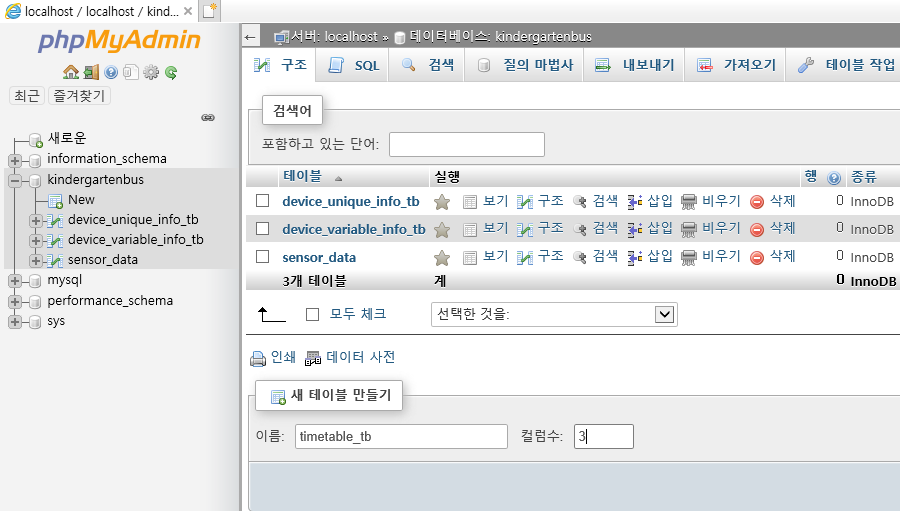 localhost / localhost / kind...
phpMyAdmin
최근 즐겨찾기
새로운
information_schema
kindergartenbus
New
device_unique_info_tb
device_variable_info_tb
sensor_data
mysql
performance_schema
sys
서버: localhost » 데이터베이스: kindergartenbus
구조 SQL 검색 질의 마법사 내보내기 가져오기 테이블 작업
검색어
포함하고 있는 단어:
테이블 실행 행 종류
device_unique_info_tb 보기 구조 검색 삽입 비우기 삭제 0 InnoDB
device_variable_info_tb 보기 구조 검색 삽입 비우기 삭제 0 InnoDB
sensor_data 보기 구조 검색 삽입 비우기 삭제 0 InnoDB
3개 테이블 계 0 InnoDB
모두 체크 선택한 것을:
인쇄 데이터 사전
새 테이블 만들기
이름: timetable_tb 컬럼수: 3